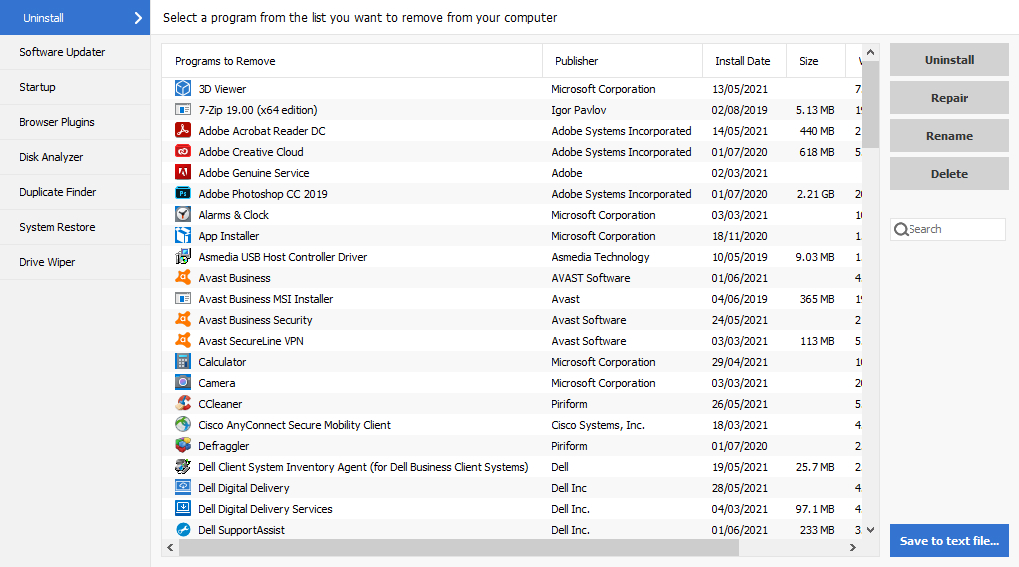 Uninstall
Select a program from the list you want to remove from your computer
Software Updater
Startup
Browser Plugins
Disk Analyzer
Duplicate Finder
System Restore
Drive Wiper
Programs to Remove Publisher Install Date Size
3D Viewer Microsoft Corporation 13/05/2021 7
7-Zip 19.00 (x64 edition) Igor Pavlov 02/08/2019 5.13 MB 19
Adobe Acrobat Reader DC Adobe Systems Incorporated 14/05/2021 440 MB 2
Adobe Creative Cloud Adobe Systems Incorporated 01/07/2020 618 MB 5
Adobe Genuine Service Adobe 02/03/2021
Adobe Photoshop CC 2019 Adobe Systems Incorporated 01/07/2020 2.21 GB 20
Alarms & Clock Microsoft Corporation 03/03/2021 10
App Installer Microsoft Corporation 18/11/2020 1.
Asmedia USB Host Controller Driver Asmedia Technology 10/05/2019 9.03 MB 1.
Avast Business AVAST Software 01/06/2021 4.
Avast Business MSI Installer Avast 04/06/2019 365 MB 19
Avast Business Security Avast Software 24/05/2021 2
Avast SecureLine VPN Avast Software 03/03/2021 113 MB 5.
Calculator Microsoft Corporation 29/04/2021 10
Camera Microsoft Corporation 03/03/2021 20
CCleaner Piriform 26/05/2021 5.
Cisco AnyConnect Secure Mobility Client Cisco Systems, Inc. 18/03/2021 4.
Defraggler Piriform 01/07/2020 2.
Dell Client System Inventory Agent (for Dell Business Client Systems) Dell 19/05/2021 25.7 MB 2.
Dell Digital Delivery Dell Inc 28/05/2021 4.
Dell Digital Delivery Services Dell Inc. 04/03/2021 97.1 MB 4.
Dell SupportAssist Dell Inc. 01/06/2021 233 MB 3.
Uninstall
Repair
Rename
Delete
Search
Save to text file...